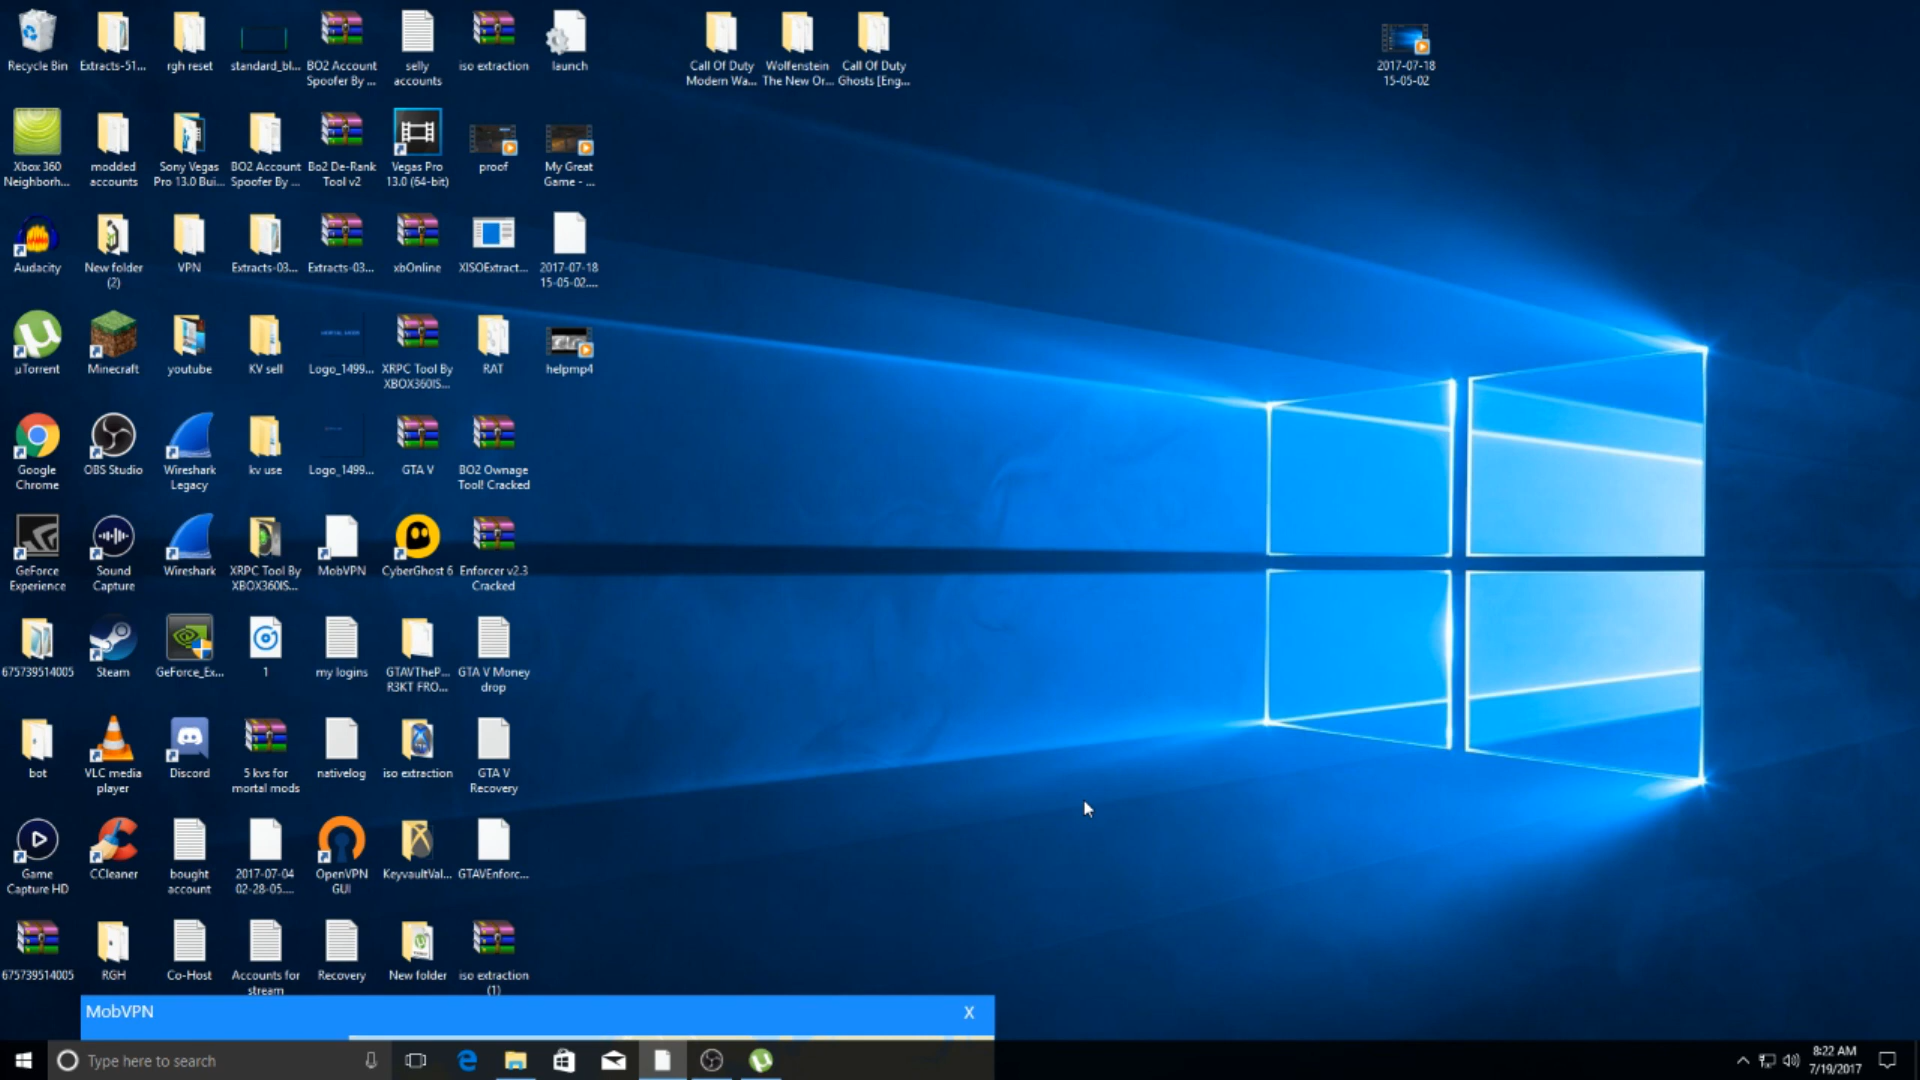 Recycle Bin
Extracts-51...
rgh reset
standard_bl...
BO2 Account
Spoofer By ...
selly
accounts
iso extraction
launch
Call Of Duty
Modern Wa...
Wolfenstein
The New Or...
Call Of Duty
Ghosts [Eng...
2017-07-18
15-05-02
Xbox 360
Neighborh...
modded
accounts
Sony Vegas
Pro 13.0 Bui...
BO2 Account
Spoofer By ...
Bo2 De-Rank
Tool v2
Vegas Pro
13.0 (64-bit)
proof
My Great
Game - ...
Audacity
New folder
(2)
VPN
Extracts-03...
Extracts-03...
xbOnline
XISOExtract...
2017-07-18
15-05-02....
µTorrent
Minecraft
youtube
KV sell
Logo_1499...
XRPC Tool By
XBOX360IS...
RAT
helpmp4
Google
Chrome
OBS Studio
Wireshark
Legacy
kv use
Logo_1499...
GTA V
BO2 Ownage
Tool! Cracked
GeForce
Experience
Sound
Capture
Wireshark
XRPC Tool By
XBOX360IS...
MobVPN
CyberGhost 6
Enforcer v2.3
Cracked
675739514005
Steam
GeForce_Ex...
1
my logins
GTAVTheP...
R3KT FRO...
GTA V Money
drop
bot
VLC media
player
Discord
5 kvs for
mortal mods
nativelog
iso extraction
GTA V
Recovery
Game
Capture HD
CCleaner
bought
account
2017-07-04
02-28-05....
OpenVPN
GUI
KeyvaultVal...
GTAVEnforc...
675739514005
RGH
Co-Host
Accounts for
stream
Recovery
New folder
iso extraction
(1)
MobVPN
X
Type here to search
8:22 AM
7/19/2017